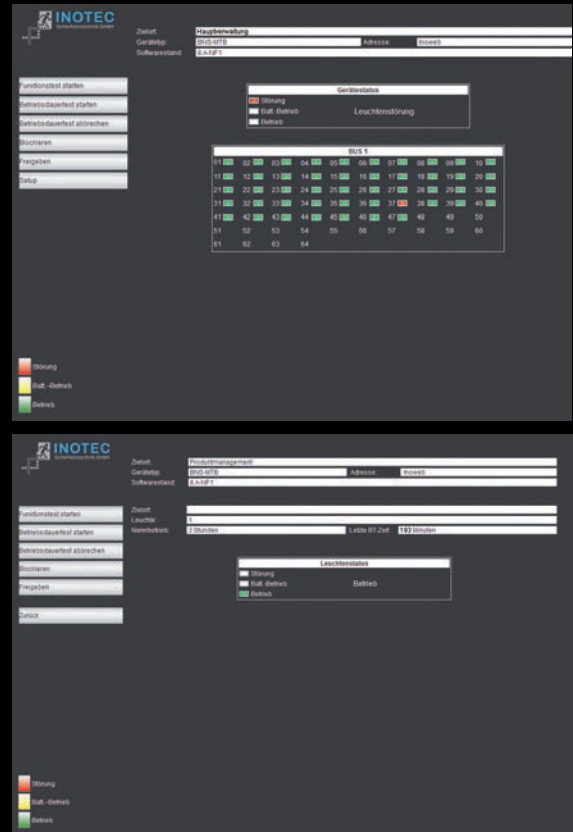 INOTEC
Sicherheitstechnik GmbH
Zielort: Hauptverwaltung
Gerätetyp: BNS-MTB Adresse: inoweb
Softwarestand:
Funktionstest starten
Betriebsdauertest starten
Betriebsdauertest abbrechen
Blockieren
Freigeben
Setup
Gerätestatus
Störung
Batt.-Betrieb Leuchtenstörung
Betrieb
BUS 1
01 02 03 04 05 06 07 08 09 10
11 12 13 14 15 16 17 18 19 20
21 22 23 24 25 26 27 28 29 30
31 32 33 34 35 36 37 38 39 40
41 42 43 44 45 46 47 48 49 50
51 52 53 54 55 56 57 58 59 60
61 62 63 64
Störung
Batt.-Betrieb
Betrieb
INOTEC
Sicherheitstechnik GmbH
Zielort: Produktmanagement
Gerätetyp: BNS-MTB Adresse: inoweb
Softwarestand:
Funktionstest starten
Betriebsdauertest starten
Betriebsdauertest abbrechen
Blockieren
Freigeben
Zurück
Zielort:
Leuchte: 1
Nennbetrieb: 3 Stunden Letzte BT-Zeit: 193 Minuten
Leuchtenstatus
Störung
Batt.-Betrieb Betrieb
Betrieb
Störung
Batt.-Betrieb
Betrieb